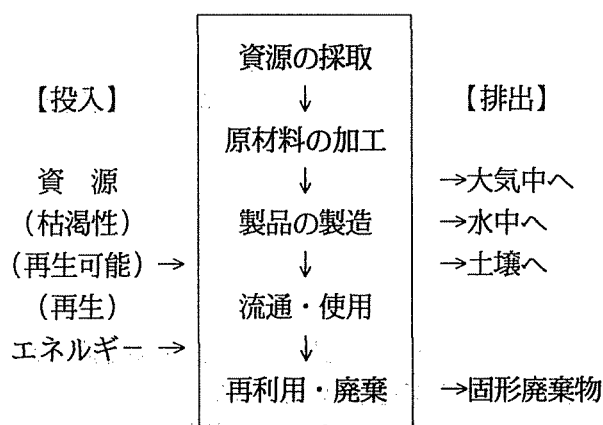 資源の採取
【投入】 ↓ 【排出】
原材料の加工
資 源 ↓ →大気中へ
(枯渇性) 製品の製造 →水中へ
(再生可能) → ↓ →土壌へ
(再生) 流通・使用
エネルギー → ↓
再利用・廃棄 →固形廃棄物